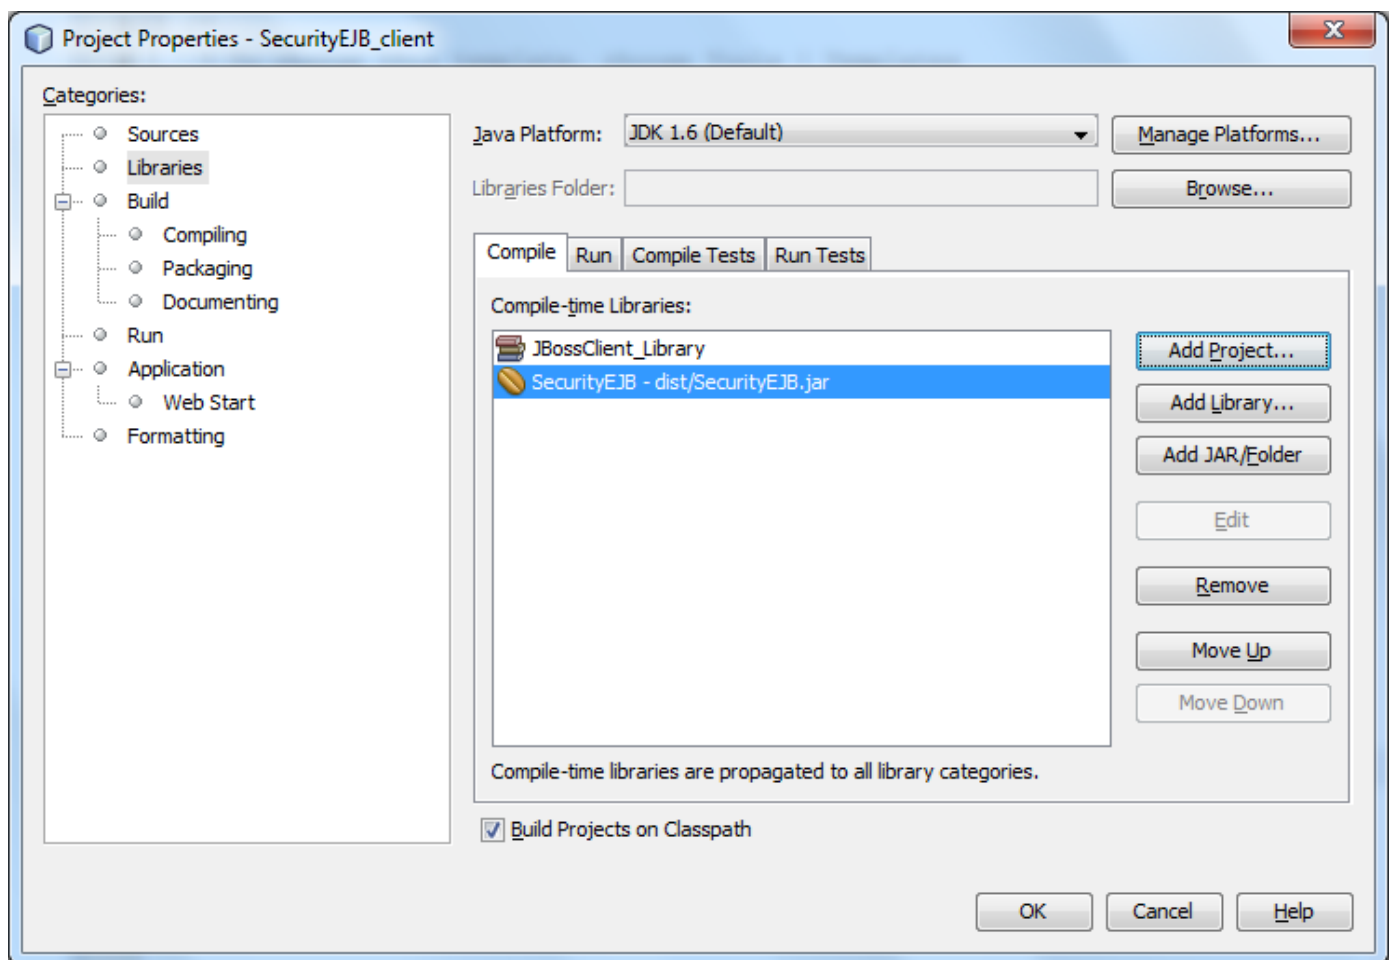 Project Properties - SecurityEJB_client
Categories:
Sources
Libraries
Build
Compiling
Packaging
Documenting
Run
Application
Web Start
Formatting
Java Platform: JDK 1.6 (Default) Manage Platforms...
Libraries Folder: Browse...
Compile Run Compile Tests Run Tests
Compile-time Libraries:
JBossClient_Library
SecurityEJB - dist/SecurityEJB.jar
Add Project...
Add Library...
Add JAR/Folder
Edit
Remove
Move Up
Move Down
Compile-time libraries are propagated to all library categories.
Build Projects on Classpath
OK Cancel Help